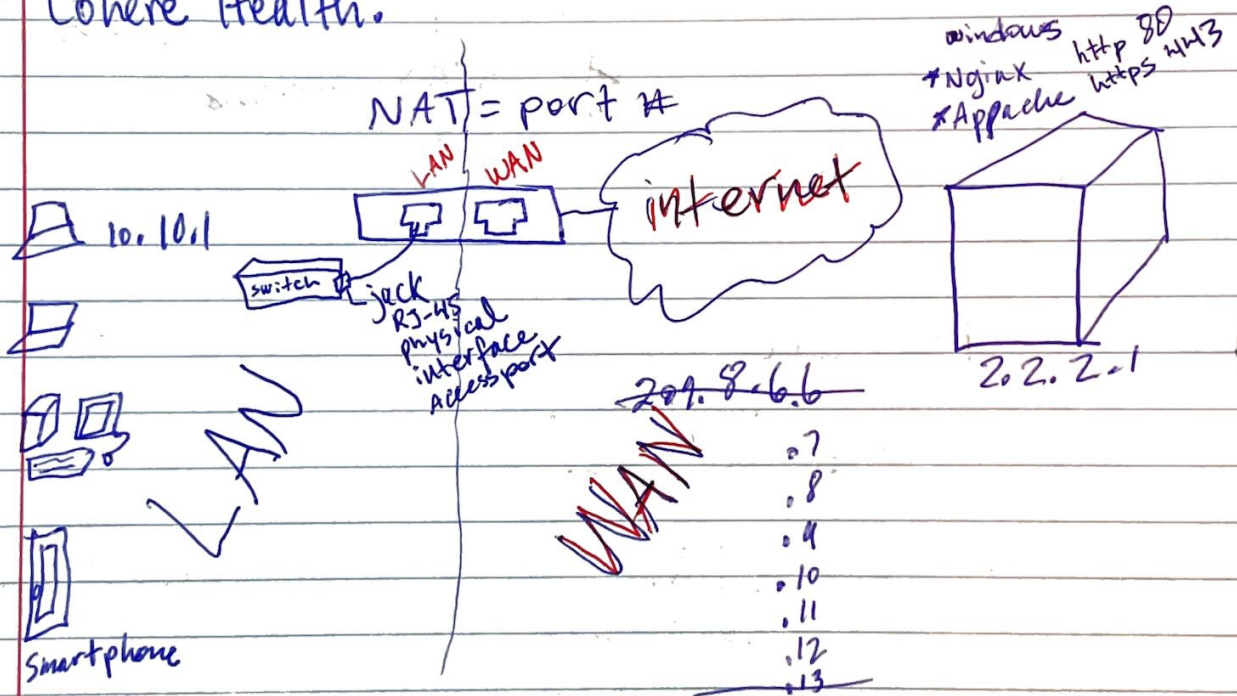 Cohere Health.
windows
*Nginx http 80
*Appache https 443
NAT = port #
LAN WAN
internet
10.10.1
switch
jack
RJ-45
physical
interface
Access port
2.2.2.1
209.8.6.6
.7
.8
.9
.10
.11
.12
.13
LAN
WAN
Smartphone